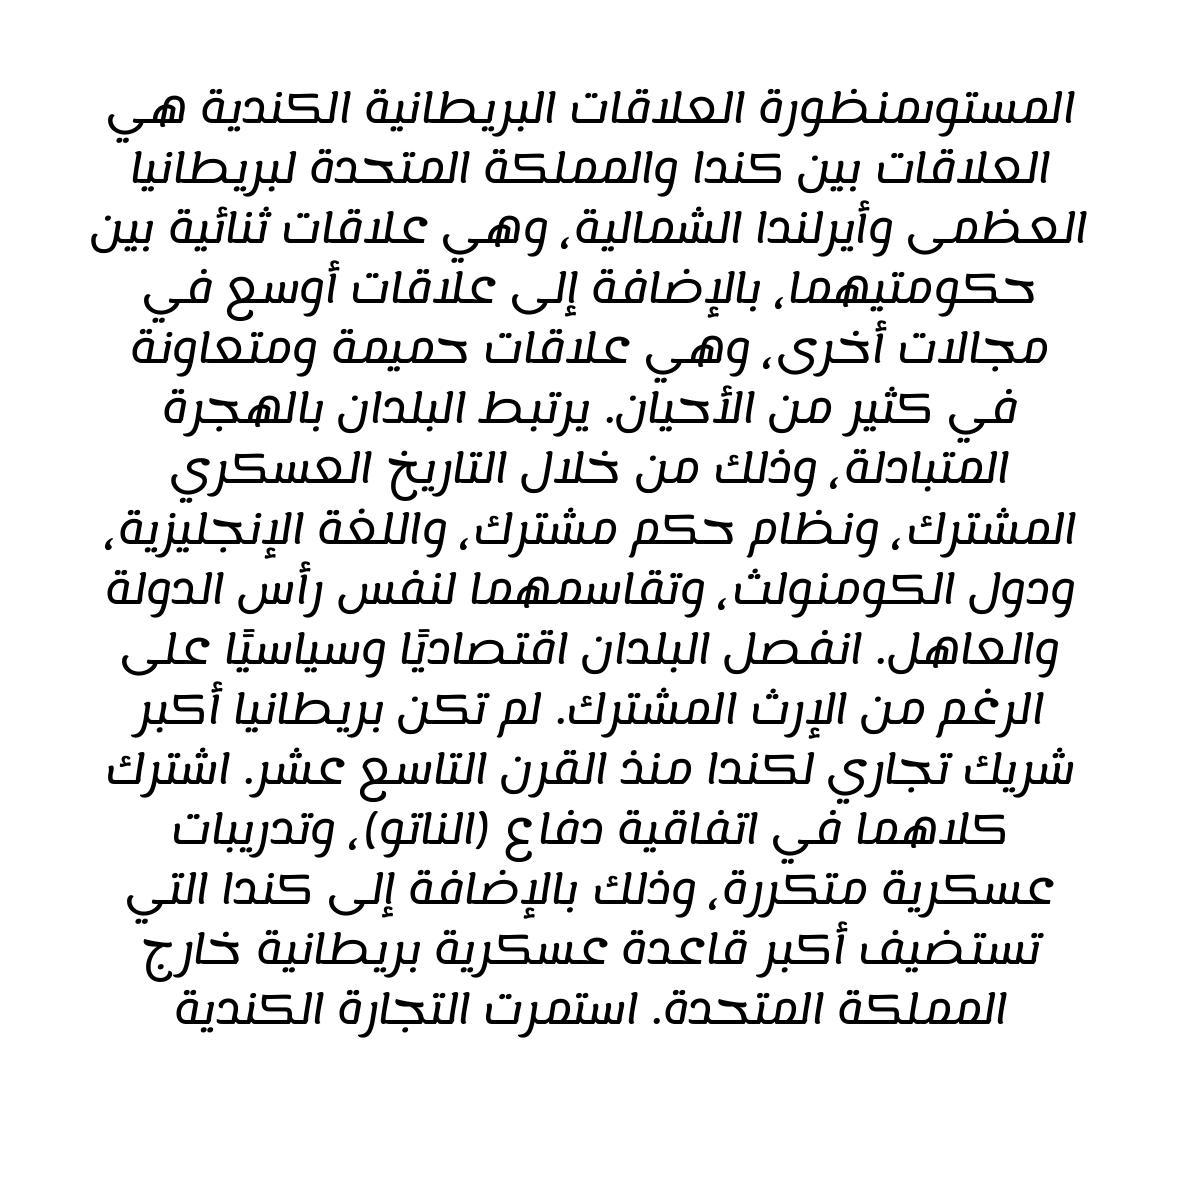 المستوىمنظورة العلاقات البريطانية الكندية هي
العلاقات بين كندا والمملكة المتحدة لبريطانيا
العظمى وأيرلندا الشمالية، وهي علاقات ثنائية بين
حكومتيهما، بالإضافة إلى علاقات أوسع في
مجالات أخرى، وهي علاقات حميمة ومتعاونة
في كثير من الأحيان. يرتبط البلدان بالهجرة
المتبادلة، وذلك من خلال التاريخ العسكري
المشترك، ونظام حكم مشترك، واللغة الإنجليزية،
ودول الكومنولث، وتقاسمهما لنفس رأس الدولة
والعاهل. انفصل البلدان اقتصاديًا وسياسيًا على
الرغم من الإرث المشترك. لم تكن بريطانيا أكبر
شريك تجاري لكندا منذ القرن التاسع عشر. اشترك
كلاهما في اتفاقية دفاع (الناتو)، وتدريبات
عسكرية متكررة، وذلك بالإضافة إلى كندا التي
تستضيف أكبر قاعدة عسكرية بريطانية خارج
المملكة المتحدة. استمرت التجارة الكندية